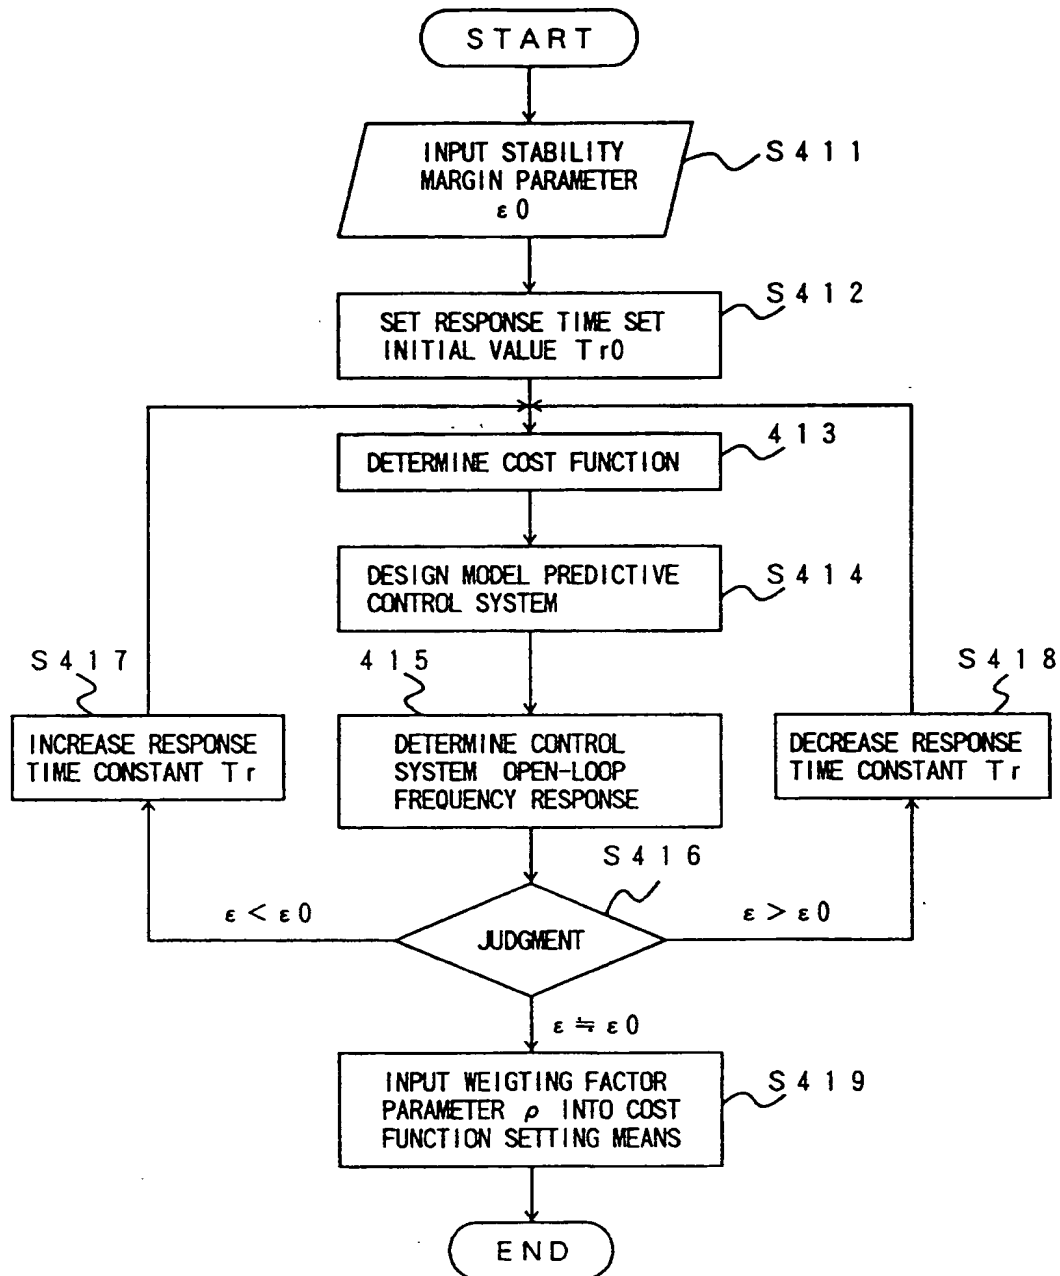 START
INPUT STABILITY
MARGIN PARAMETER
ε0
S411
SET RESPONSE TIME SET
INITIAL VALUE Tr0
S412
DETERMINE COST FUNCTION
413
DESIGN MODEL PREDICTIVE
CONTROL SYSTEM
S414
S417
INCREASE RESPONSE
TIME CONSTANT Tr
415
DETERMINE CONTROL
SYSTEM OPEN-LOOP
FREQUENCY RESPONSE
S418
DECREASE RESPONSE
TIME CONSTANT Tr
S416
ε < ε0
JUDGMENT
ε > ε0
ε ≒ ε0
INPUT WEIGTING FACTOR
PARAMETER ρ INTO COST
FUNCTION SETTING MEANS
S419
END